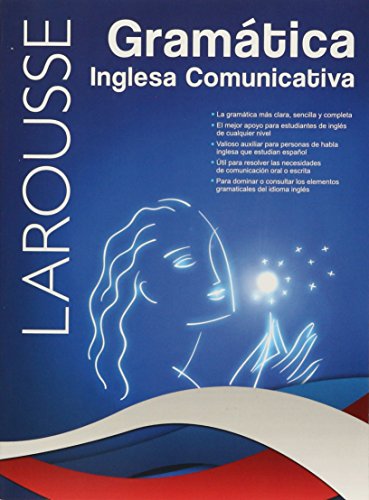 LAROUSSE
Gramática
Inglesa Comunicativa
• La gramática más clara, sencilla y completa
• El mejor apoyo para estudiantes de inglés
de cualquier nivel
• Valioso auxiliar para personas de habla
inglesa que estudian español
• Útil para resolver las necesidades
de comunicación oral o escrita
• Para dominar o consultar los elementos
gramaticales del idioma inglés